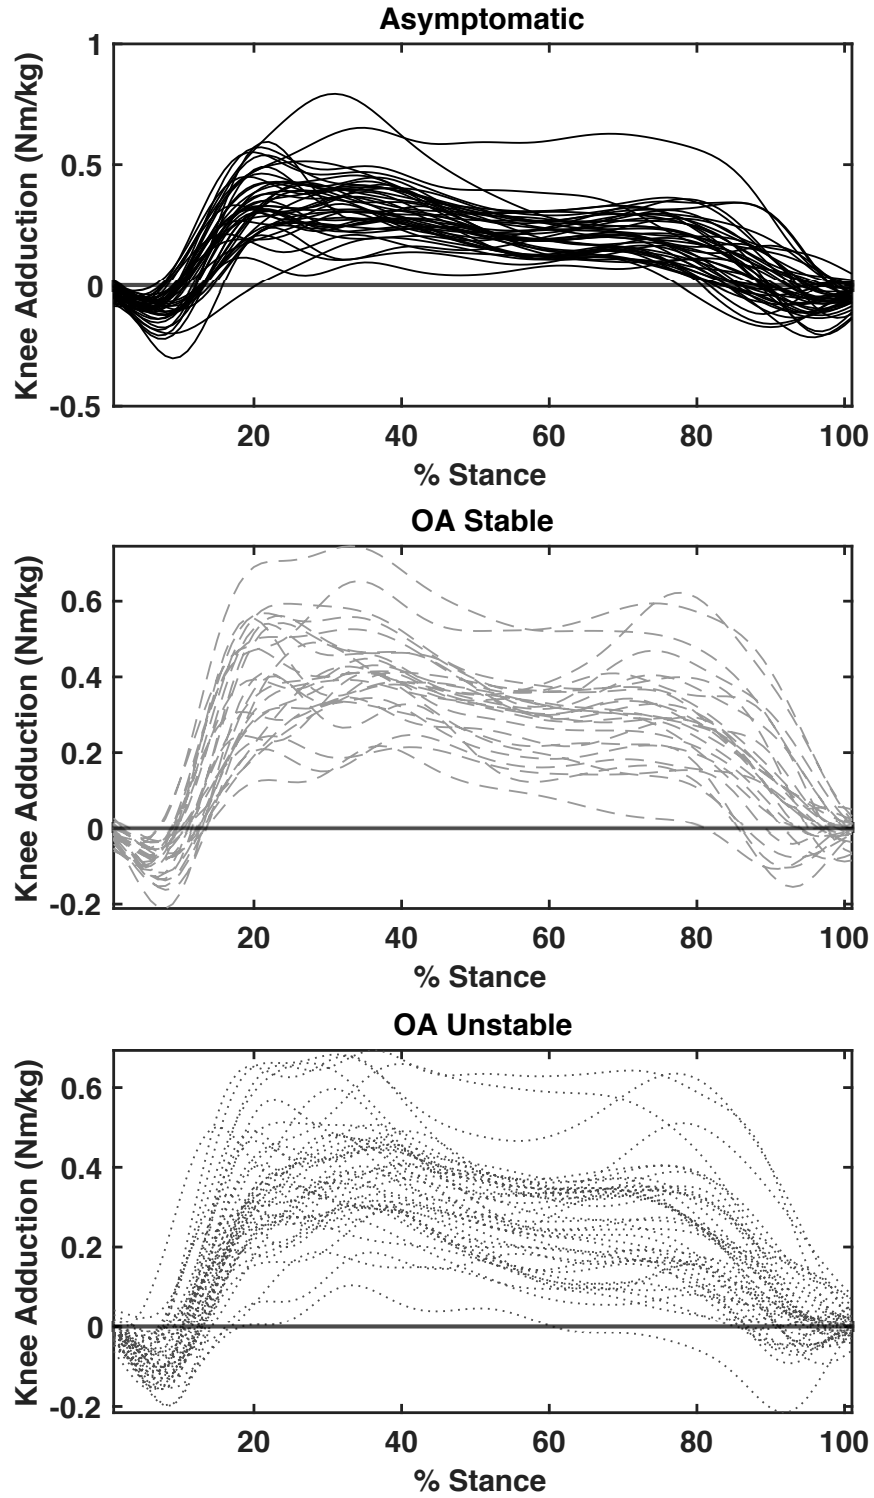 Asymptomatic
Knee Adduction (Nm/kg)
1
0.5
0
-0.5
20 40 60 80 100
% Stance
OA Stable
Knee Adduction (Nm/kg)
0.6
0.4
0.2
0
-0.2
20 40 60 80 100
% Stance
OA Unstable
Knee Adduction (Nm/kg)
0.6
0.4
0.2
0
-0.2
20 40 60 80 100
% Stance